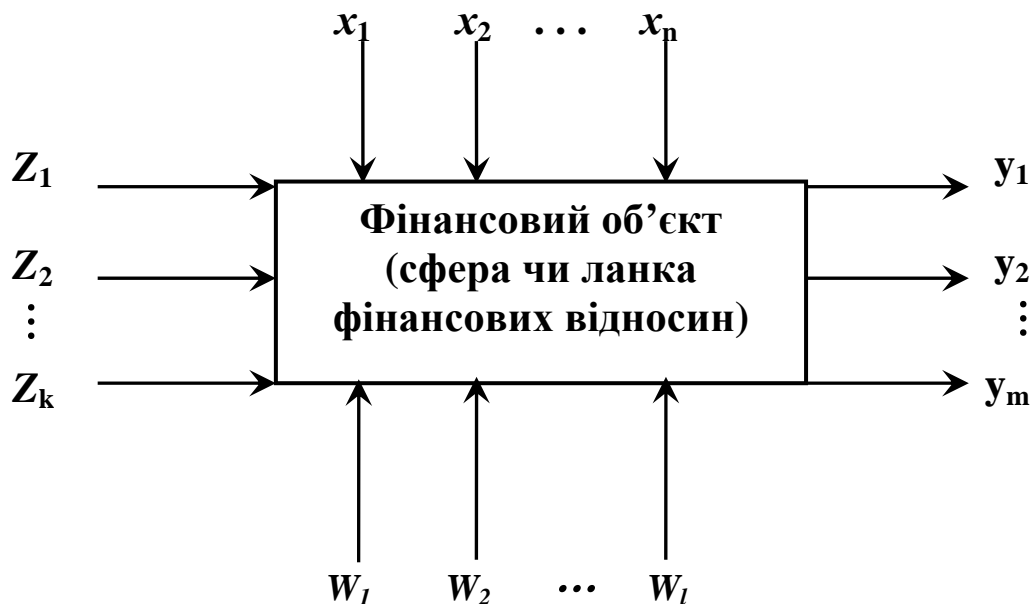 x₁ x₂ ... xₙ
Z₁ y₁
Фінансовий об’єкт
(сфера чи ланка
Z₂ y₂
⋮ ⋮
фінансових відносин)
Zₖ yₘ
W₁ W₂ ... Wₗ